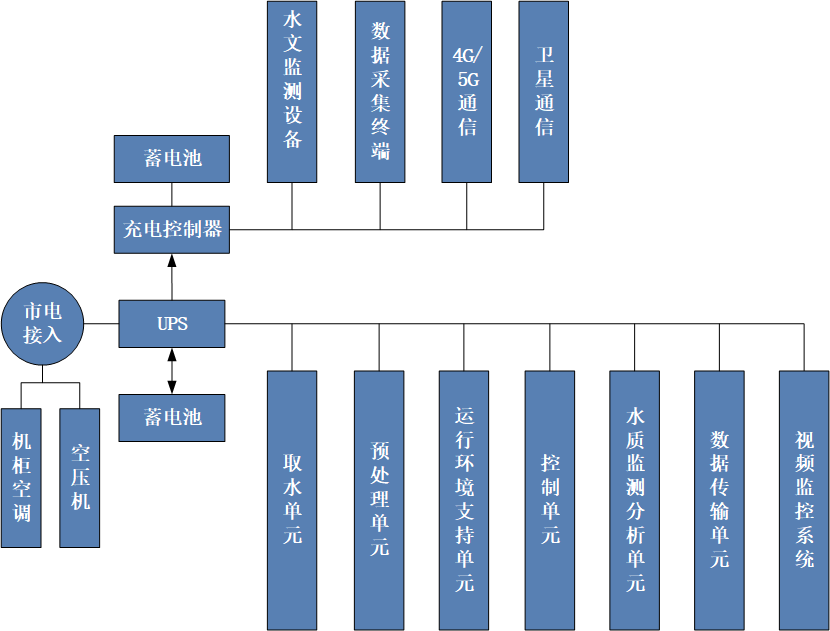 水文监测设备
数据采集终端
4G/5G通信
卫星通信
蓄电池
充电控制器
市电
接入
UPS
蓄电池
机柜空调
空压机
取水单元
预处理单元
运行环境支持单元
控制单元
水质监测分析单元
数据传输单元
视频监控系统